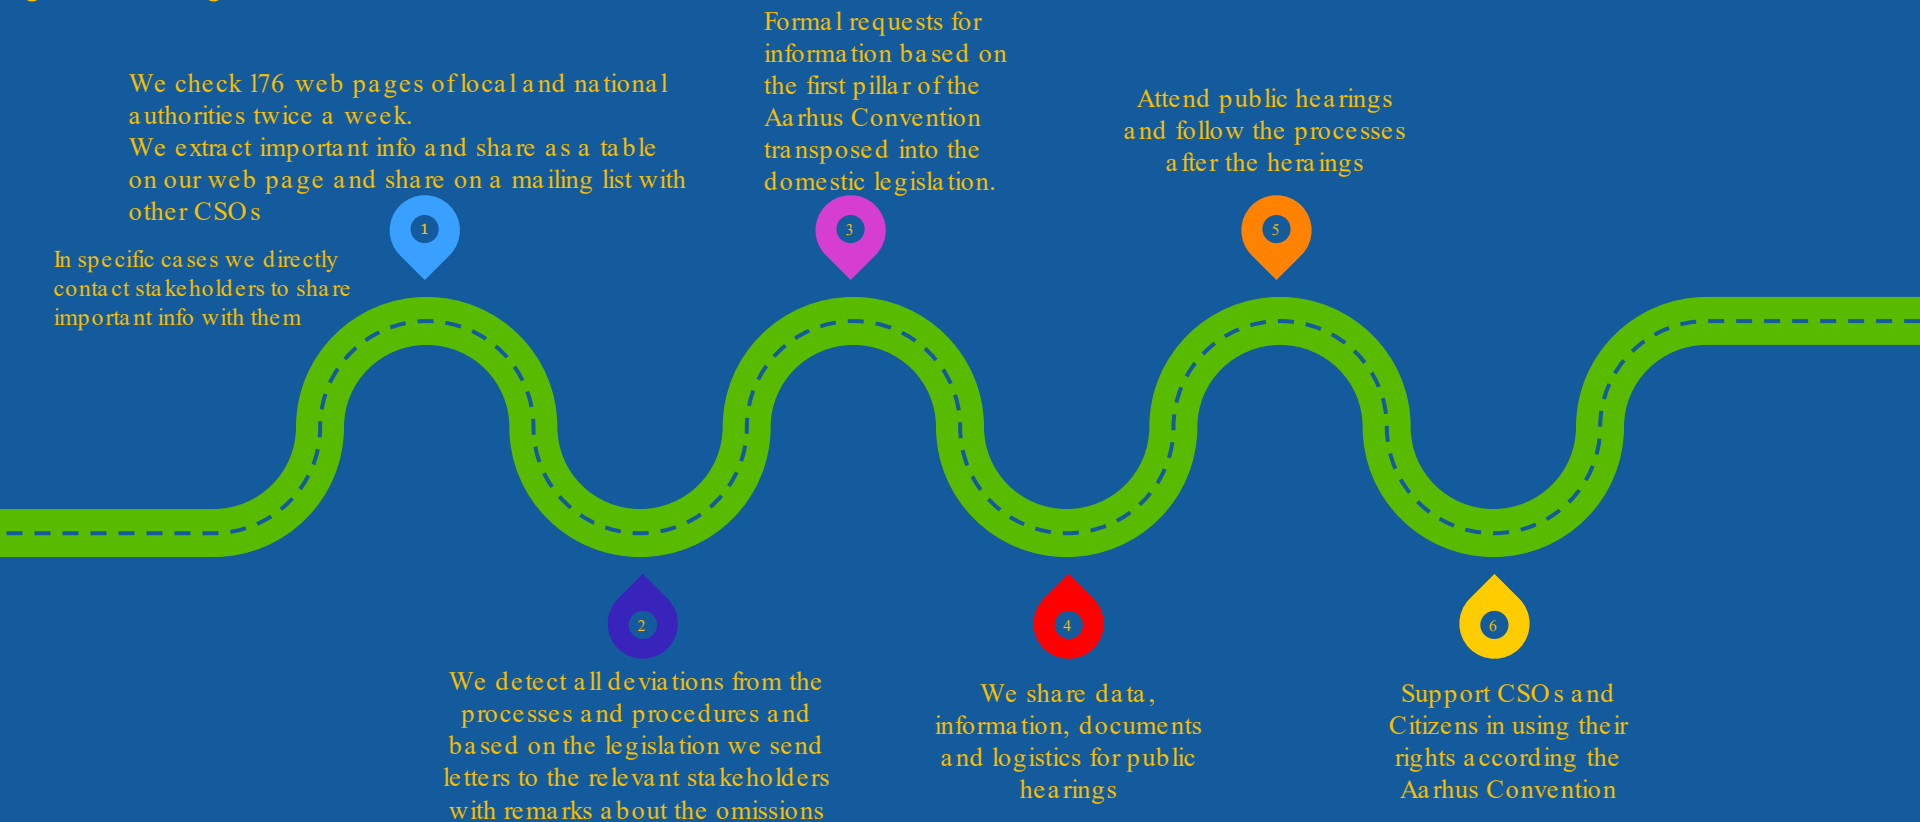 We check 176 web pages of local and national
authorities twice a week.
We extract important info and share as a table
on our web page and share on a mailing list with
other CSOs
In specific cases we directly
contact stakeholders to share
important info with them
1
We detect all deviations from the
processes and procedures and
based on the legislation we send
letters to the relevant stakeholders
with remarks about the omissions
2
Formal requests for
information based on
the first pillar of the
Aarhus Convention
transposed into the
domestic legislation.
3
We share data,
information, documents
and logistics for public
hearings
4
Attend public hearings
and follow the processes
after the heraings
5
Support CSOs and
Citizens in using their
rights according the
Aarhus Convention
6